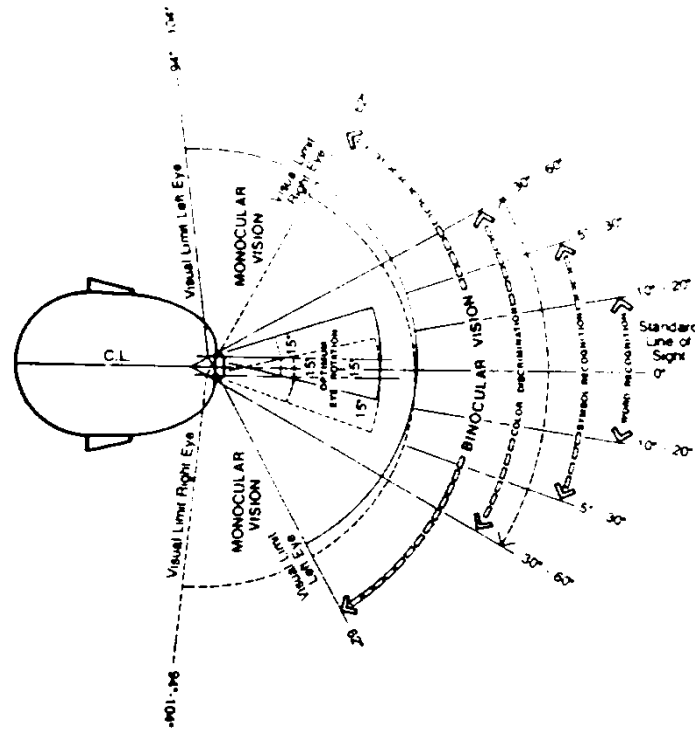 94° 104°
Visual Limit Left Eye
MONOCULAR
VISION
Visual Limit
Right Eye
C.L.
15°
15°
15°
15°
OPTIMUM
EYE ROTATION
BINOCULAR VISION
COLOR DISCRIMINATION
SYMBOL RECOGNITION
WORD RECOGNITION
30° 60°
5° 30°
10° - 20°
Standard
Line of
Sight
0°
10° - 20°
5° 30°
30° - 60°
62°
Visual Limit
Left Eye
MONOCULAR
VISION
Visual Limit Right Eye
94°-104°